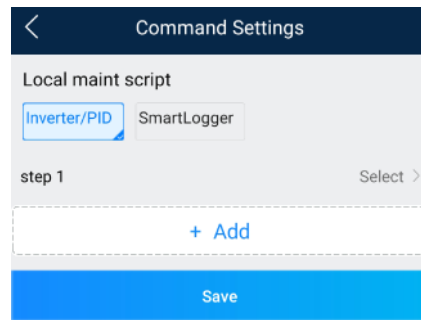 Command Settings
Local maint script
Inverter/PID SmartLogger
step 1 Select >
+ Add
Save